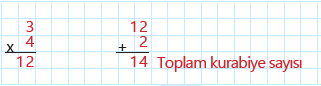 3 12
x 4 + 2
12 14 Toplam kurabiye sayısı